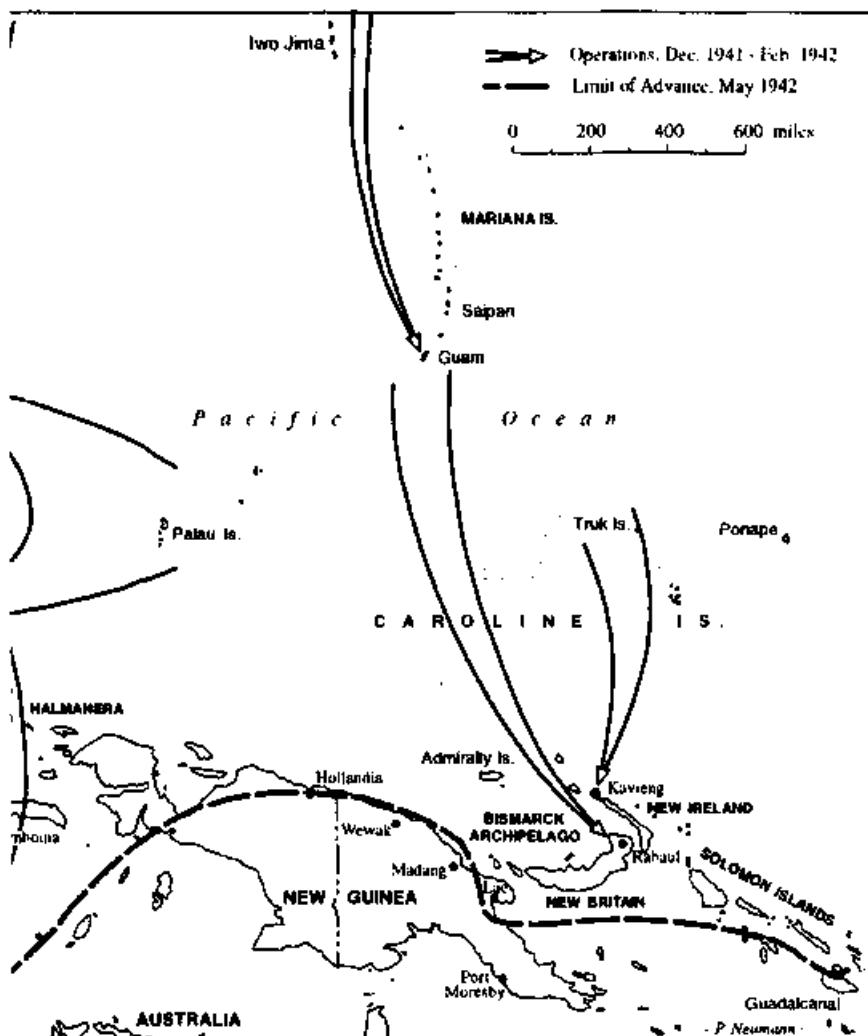 Iwo Jima
Operations, Dec. 1941 - Feb. 1942
Limit of Advance, May 1942
0 200 400 600 miles
MARIANA IS.
Saipan
Guam
Pacific Ocean
Palau Is.
Truk Is.
Ponape
CAROLINE IS.
HALMAHERA
Admiralty Is.
Hollandia
Kavieng
NEW IRELAND
BISMARCK
ARCHIPELAGO
Wewak
Rabaul
Madang
SOLOMON ISLANDS
Lae
NEW GUINEA
NEW BRITAIN
Port
Moresby
Guadalcanal
AUSTRALIA
- P Neumann -